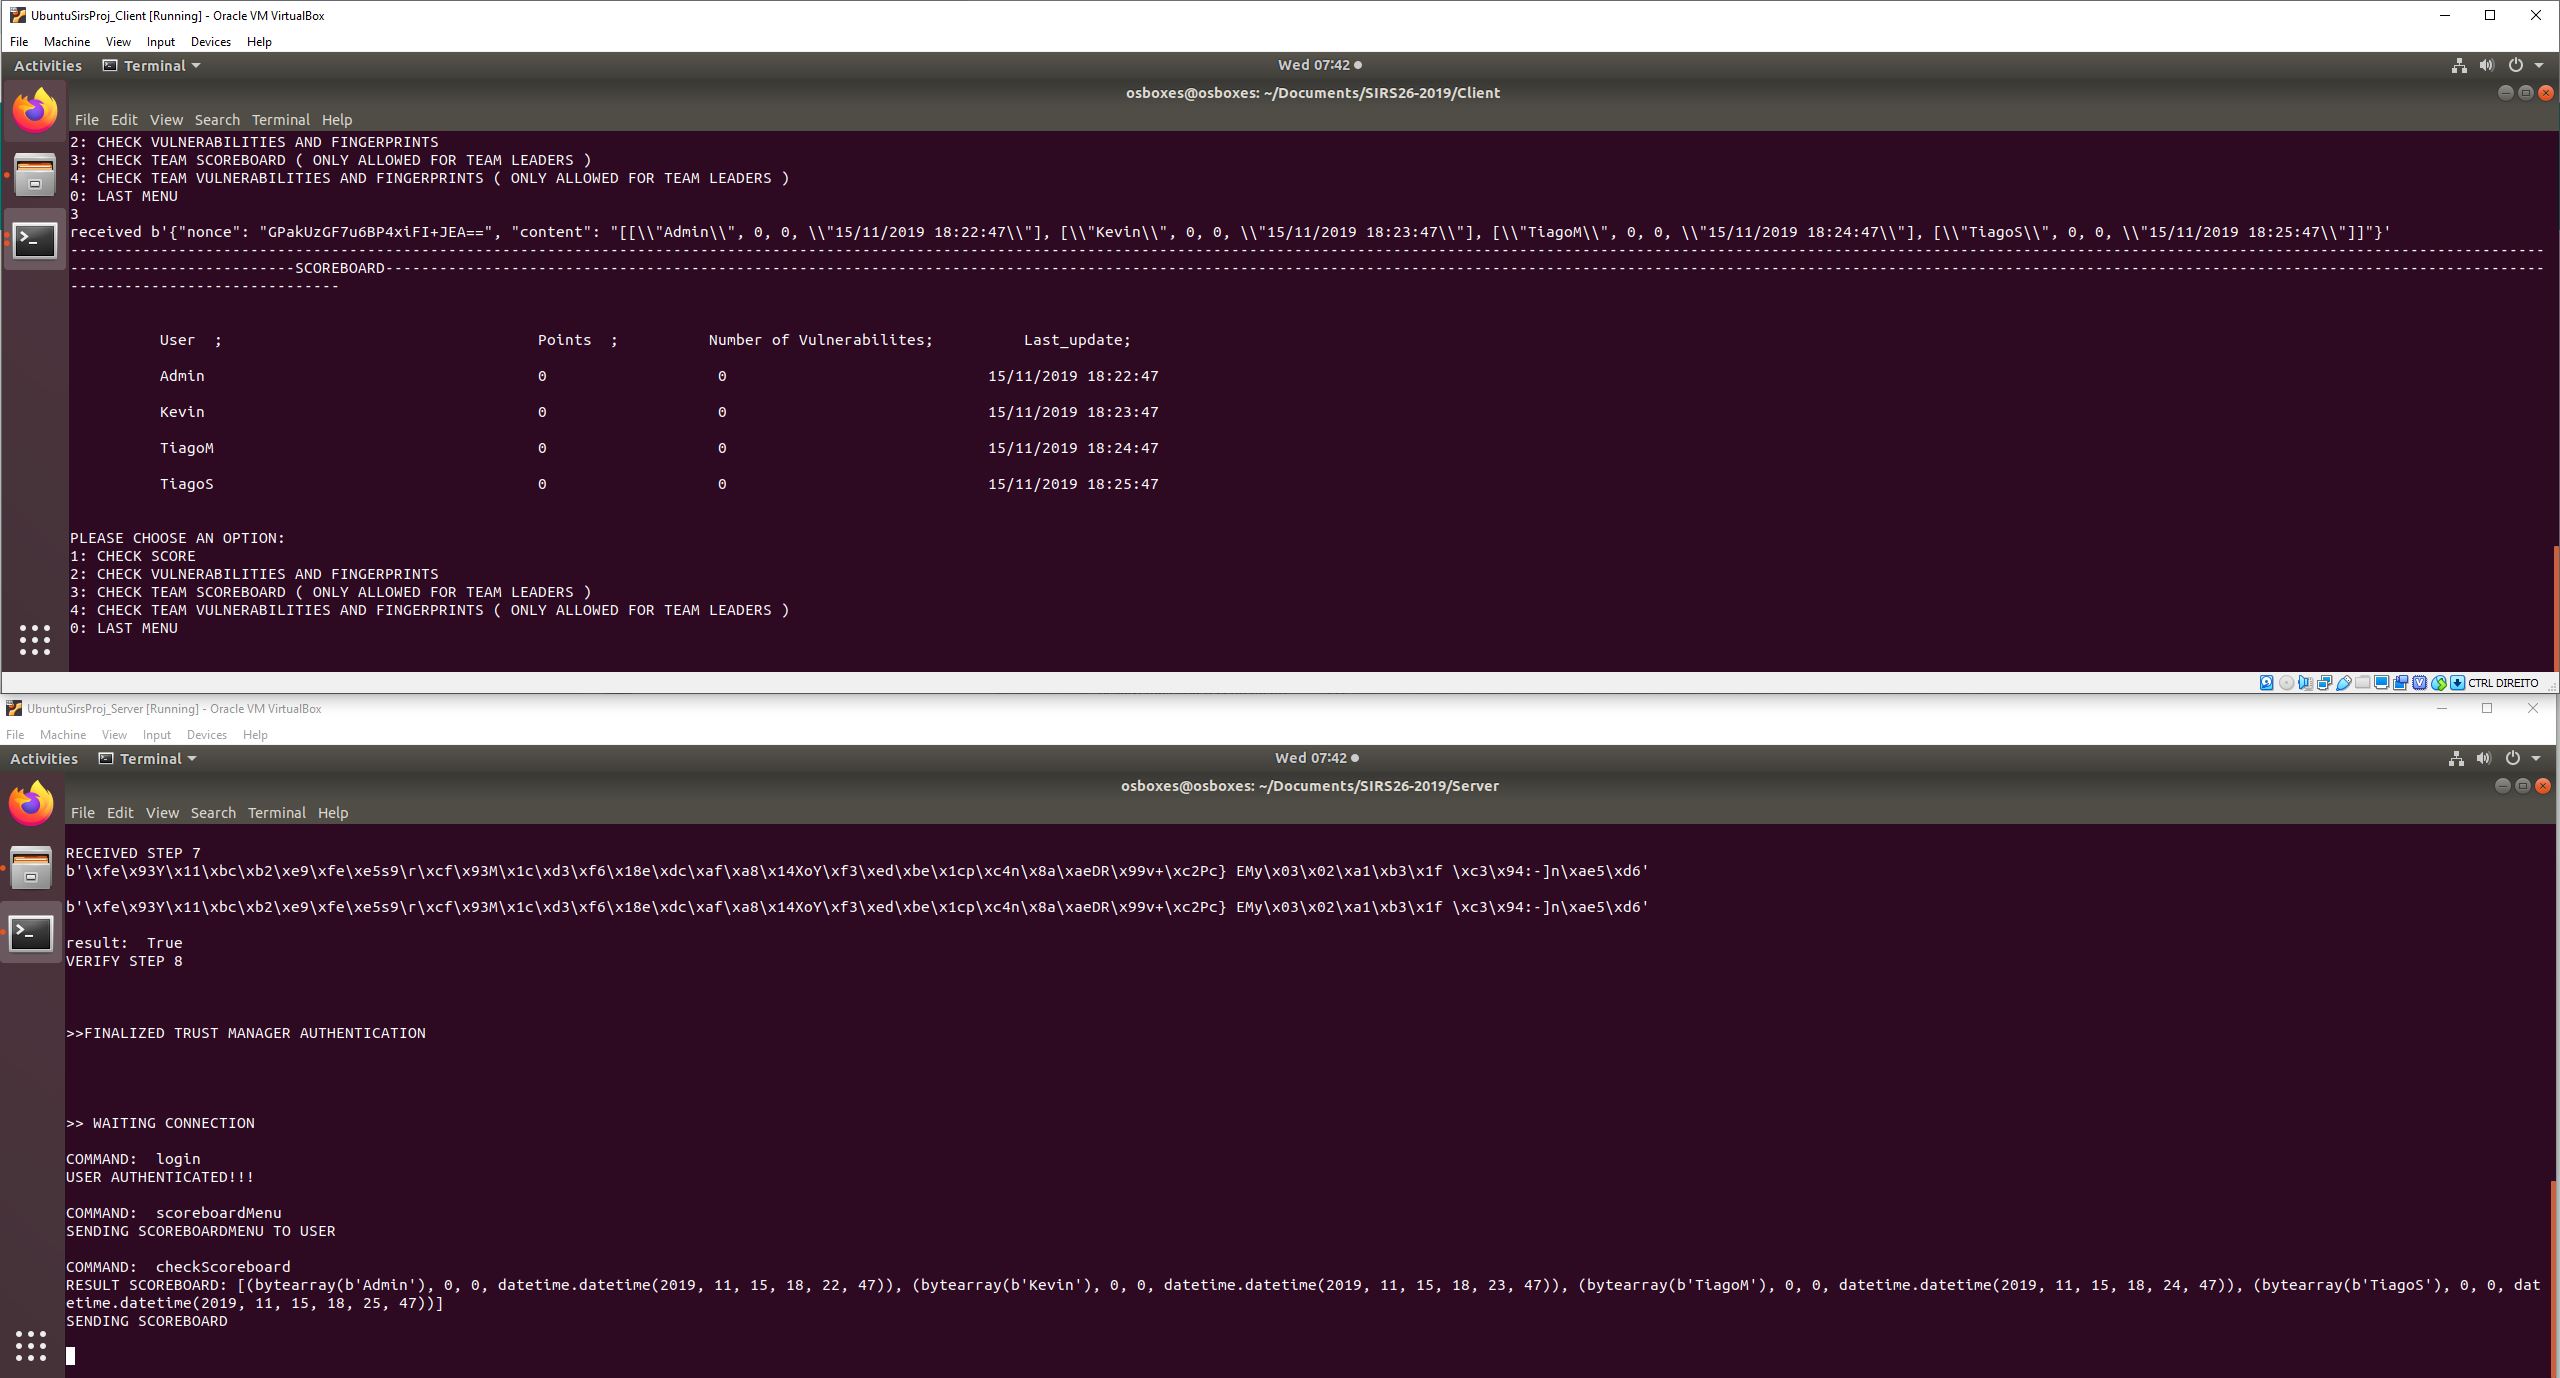 UbuntuSirsProj_Client [Running] - Oracle VM VirtualBox
File Machine View Input Devices Help
Activities Terminal Wed 07:42
osboxes@osboxes: ~/Documents/SIRS26-2019/Client
File Edit View Search Terminal Help
2: CHECK VULNERABILITIES AND FINGERPRINTS
3: CHECK TEAM SCOREBOARD ( ONLY ALLOWED FOR TEAM LEADERS )
4: CHECK TEAM VULNERABILITIES AND FINGERPRINTS ( ONLY ALLOWED FOR TEAM LEADERS )
0: LAST MENU
3
received b'{"nonce": "GPakUzGF7u6BP4xiFI+JEA==", "content": "[[\\"Admin\\", 0, 0, \\"15/11/2019 18:22:47\\"], [\\"Kevin\\", 0, 0, \\"15/11/2019 18:23:47\\"], [\\"TiagoM\\", 0, 0, \\"15/11/2019 18:24:47\\"], [\\"TiagoS\\", 0, 0, \\"15/11/2019 18:25:47\\"]]"}'
SCOREBOARD
User ; Points ; Number of Vulnerabilites; Last_update;
Admin 0 0 15/11/2019 18:22:47
Kevin 0 0 15/11/2019 18:23:47
TiagoM 0 0 15/11/2019 18:24:47
TiagoS 0 0 15/11/2019 18:25:47
PLEASE CHOOSE AN OPTION:
1: CHECK SCORE
2: CHECK VULNERABILITIES AND FINGERPRINTS
3: CHECK TEAM SCOREBOARD ( ONLY ALLOWED FOR TEAM LEADERS )
4: CHECK TEAM VULNERABILITIES AND FINGERPRINTS ( ONLY ALLOWED FOR TEAM LEADERS )
0: LAST MENU
CTRL DIREITO
UbuntuSirsProj_Server [Running] - Oracle VM VirtualBox
File Machine View Input Devices Help
Activities Terminal Wed 07:42
osboxes@osboxes: ~/Documents/SIRS26-2019/Server
File Edit View Search Terminal Help
RECEIVED STEP 7
b'\xfe\x93Y\x11\xbc\xb2\xe9\xfe\xe5s9\r\xcf\x93M\x1c\xd3\xf6\x18e\xdc\xaf\xa8\x14XoY\xf3\xed\xbe\x1cp\xc4n\x8a\xaeDR\x99v+\xc2Pc} EMy\x03\x02\xa1\xb3\x1f \xc3\x94:-]n\xae5\xd6'
b'\xfe\x93Y\x11\xbc\xb2\xe9\xfe\xe5s9\r\xcf\x93M\x1c\xd3\xf6\x18e\xdc\xaf\xa8\x14XoY\xf3\xed\xbe\x1cp\xc4n\x8a\xaeDR\x99v+\xc2Pc} EMy\x03\x02\xa1\xb3\x1f \xc3\x94:-]n\xae5\xd6'
result:  True
VERIFY STEP 8
>>FINALIZED TRUST MANAGER AUTHENTICATION
>> WAITING CONNECTION
COMMAND:  login
USER AUTHENTICATED!!!
COMMAND:  scoreboardMenu
SENDING SCOREBOARDMENU TO USER
COMMAND:  checkScoreboard
RESULT SCOREBOARD: [(bytearray(b'Admin'), 0, 0, datetime.datetime(2019, 11, 15, 18, 22, 47)), (bytearray(b'Kevin'), 0, 0, datetime.datetime(2019, 11, 15, 18, 23, 47)), (bytearray(b'TiagoM'), 0, 0, datetime.datetime(2019, 11, 15, 18, 24, 47)), (bytearray(b'TiagoS'), 0, 0, dat
etime.datetime(2019, 11, 15, 18, 25, 47))]
SENDING SCOREBOARD